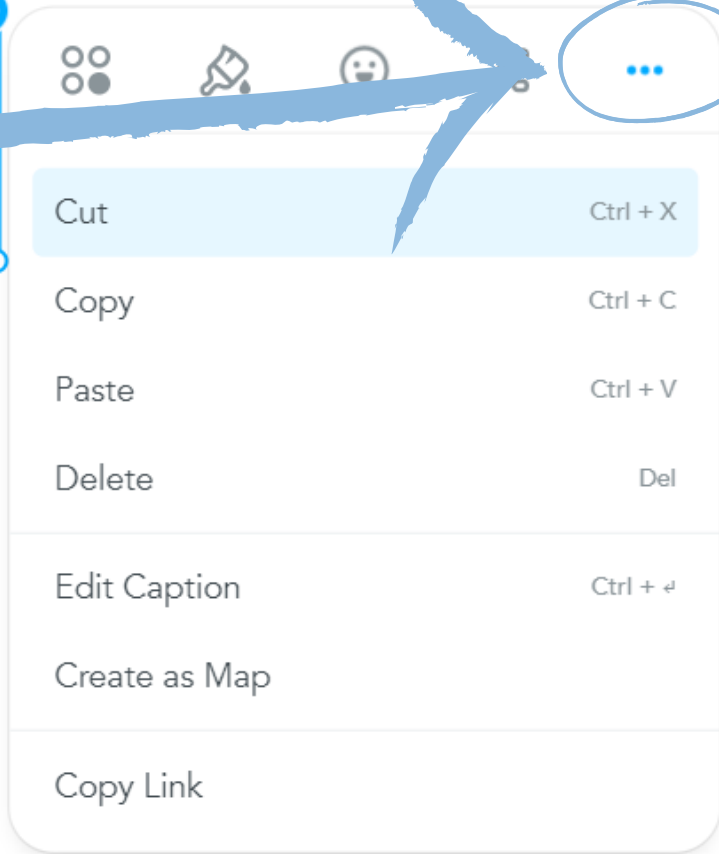 Cut Ctrl + X
Copy Ctrl + C
Paste Ctrl + V
Delete Del
Edit Caption Ctrl + ↵
Create as Map
Copy Link